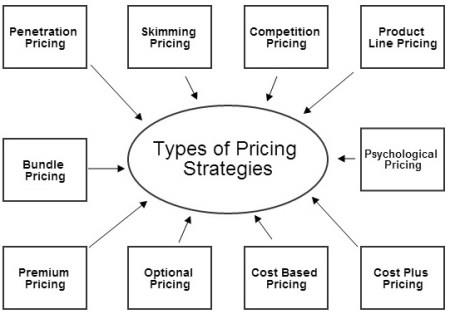 Penetration
Pricing
Skimming
Pricing
Competition
Pricing
Product
Line Pricing
Types of Pricing
Strategies
Bundle
Pricing
Psychological
Pricing
Premium
Pricing
Optional
Pricing
Cost Based
Pricing
Cost Plus
Pricing